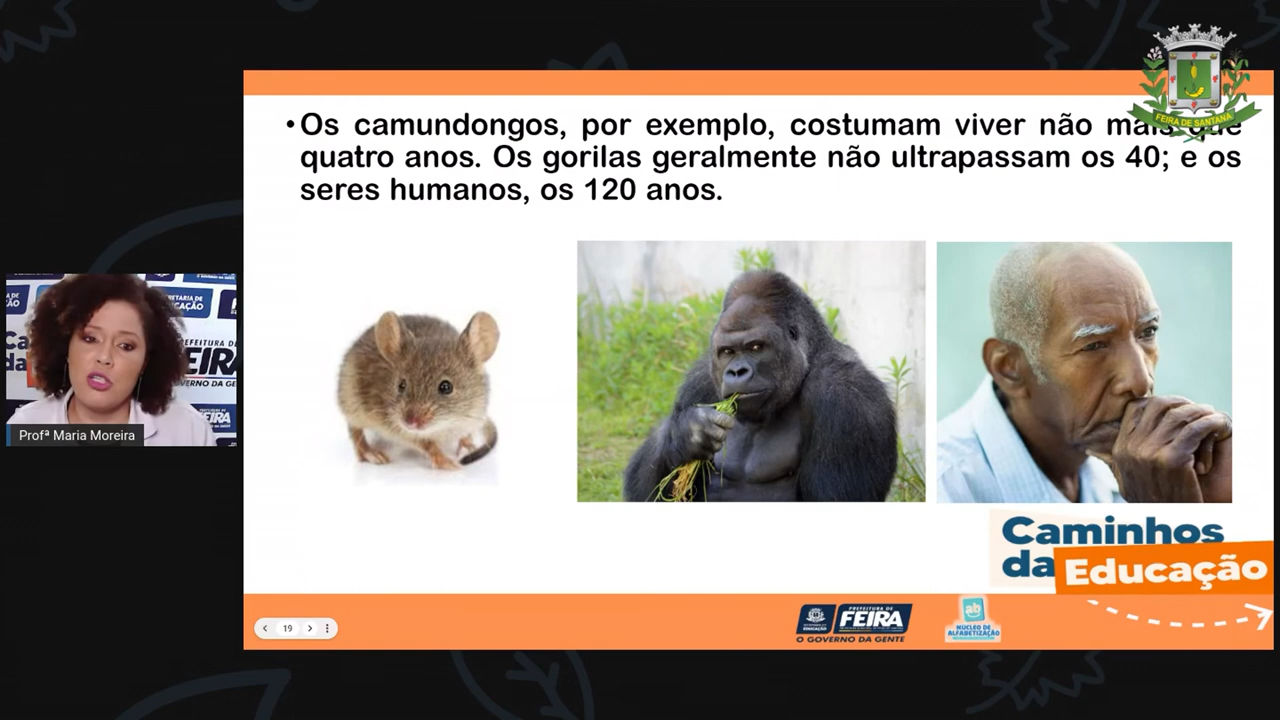 • Os camundongos, por exemplo, costumam viver não mais que
quatro anos. Os gorilas geralmente não ultrapassam os 40; e os
seres humanos, os 120 anos.
FEIRA DE SANTANA
Profª Maria Moreira
Caminhos
da Educação
19
PREFEITURA DE
FEIRA
O GOVERNO DA GENTE
ab
NÚCLEO DE
ALFABETIZAÇÃO